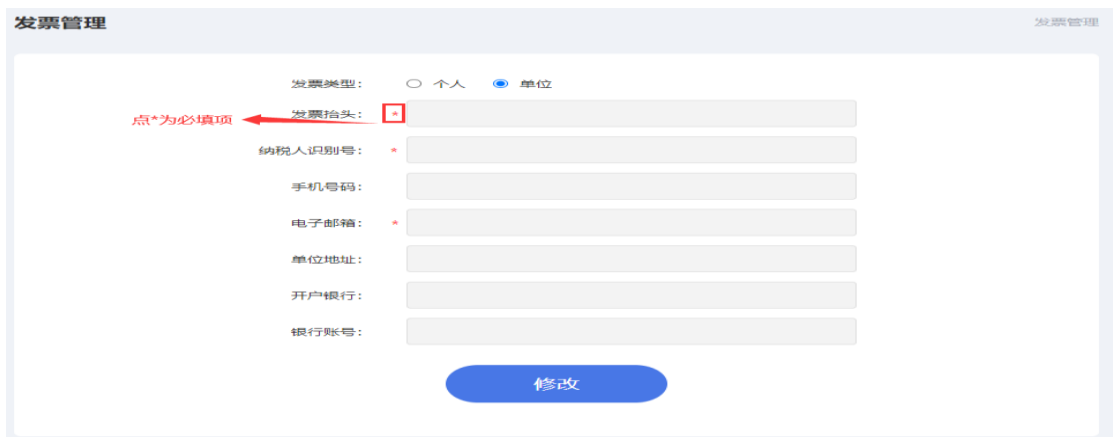 发票管理
发票管理
发票类型： 个人 单位
发票抬头： *
点*为必填项
纳税人识别号： *
手机号码：
电子邮箱： *
单位地址：
开户银行：
银行账号：
修改